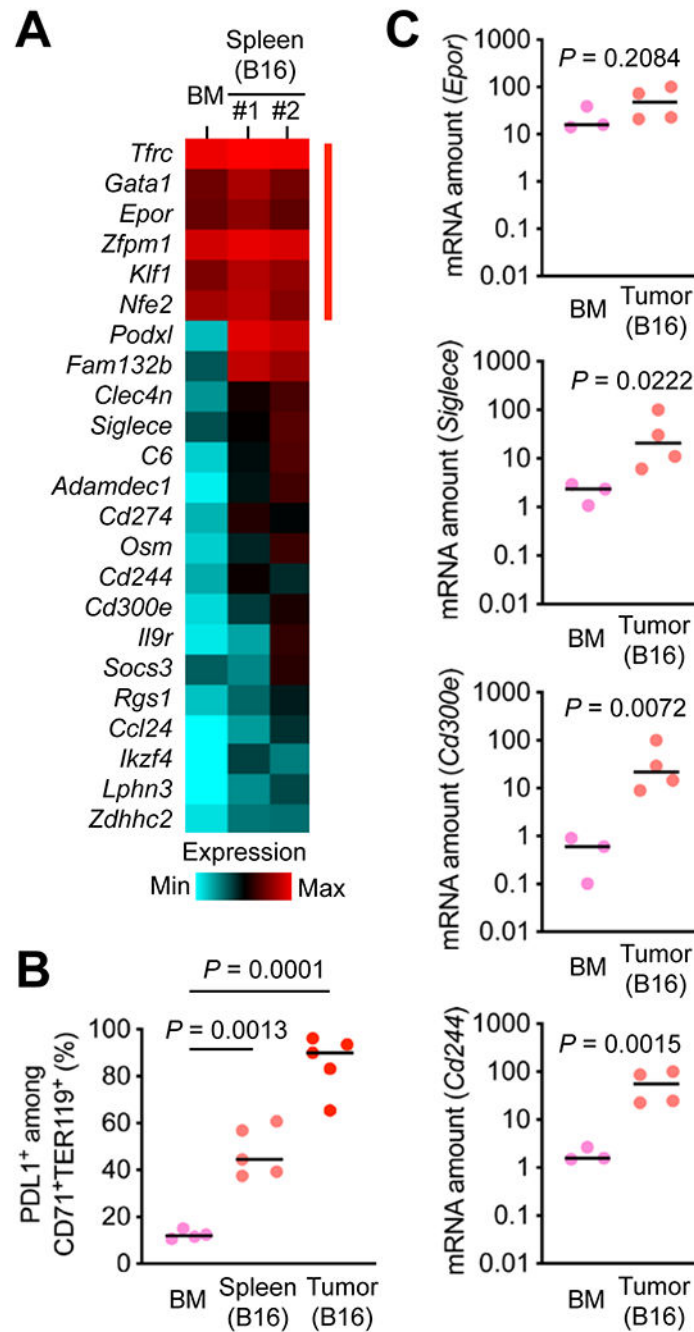 A
Spleen
(B16)
BM
#1 #2
Tfrc
Gata1
Epor
Zfpm1
Klf1
Nfe2
Podxl
Fam132b
Clec4n
Siglece
C6
Adamdec1
Cd274
Osm
Cd244
Cd300e
Il9r
Socs3
Rgs1
Ccl24
Ikzf4
Lphn3
Zdhhc2
Expression
Min Max
B
P = 0.0001
P = 0.0013
PDL1+ among
CD71+TER119+ (%)
100
80
60
40
20
0
BM Spleen Tumor
(B16) (B16)
C
mRNA amount (Epor)
P = 0.2084
1000
100
10
1
0.1
0.01
BM Tumor
(B16)
mRNA amount (Siglece)
P = 0.0222
1000
100
10
1
0.1
0.01
BM Tumor
(B16)
mRNA amount (Cd300e)
P = 0.0072
1000
100
10
1
0.1
0.01
BM Tumor
(B16)
mRNA amount (Cd244)
P = 0.0015
1000
100
10
1
0.1
0.01
BM Tumor
(B16)